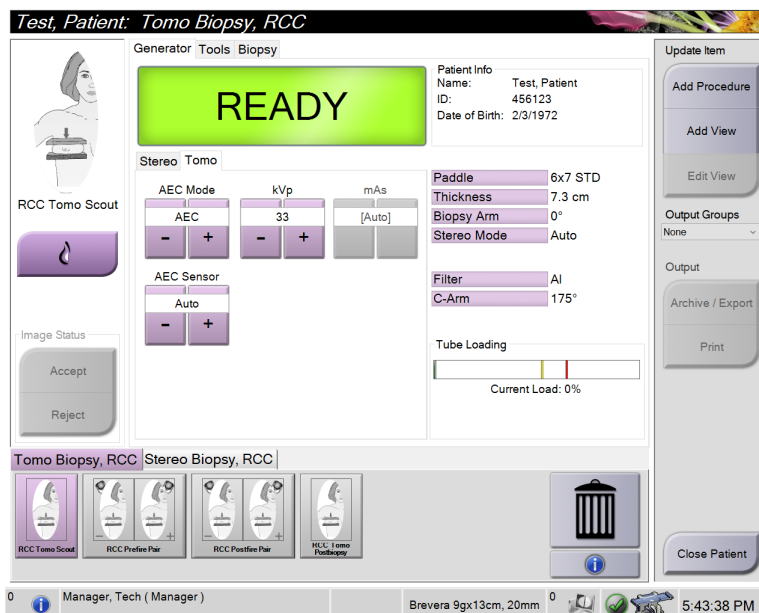 Test, Patient: Tomo Biopsy, RCC
Generator Tools Biopsy
READY
Patient Info
Name: Test, Patient
ID: 456123
Date of Birth: 2/3/1972
Update Item
Add Procedure
Add View
Edit View
Output Groups
None
Output
Archive / Export
Print
Close Patient
RCC Tomo Scout
Image Status
Accept
Reject
Stereo Tomo
AEC Mode kVp mAs
AEC 33 [Auto]
- + - +
AEC Sensor
Auto
- +
Paddle 6x7 STD
Thickness 7.3 cm
Biopsy Arm 0°
Stereo Mode Auto
Filter Al
C-Arm 175°
Tube Loading
Current Load: 0%
Tomo Biopsy, RCC Stereo Biopsy, RCC
RCC Tomo Scout
- +
RCC Prefire Pair
- +
RCC Postfire Pair
RCC Tomo
Postbiopsy
0 Manager, Tech ( Manager ) Brevera 9gx13cm, 20mm 0 5:43:38 PM